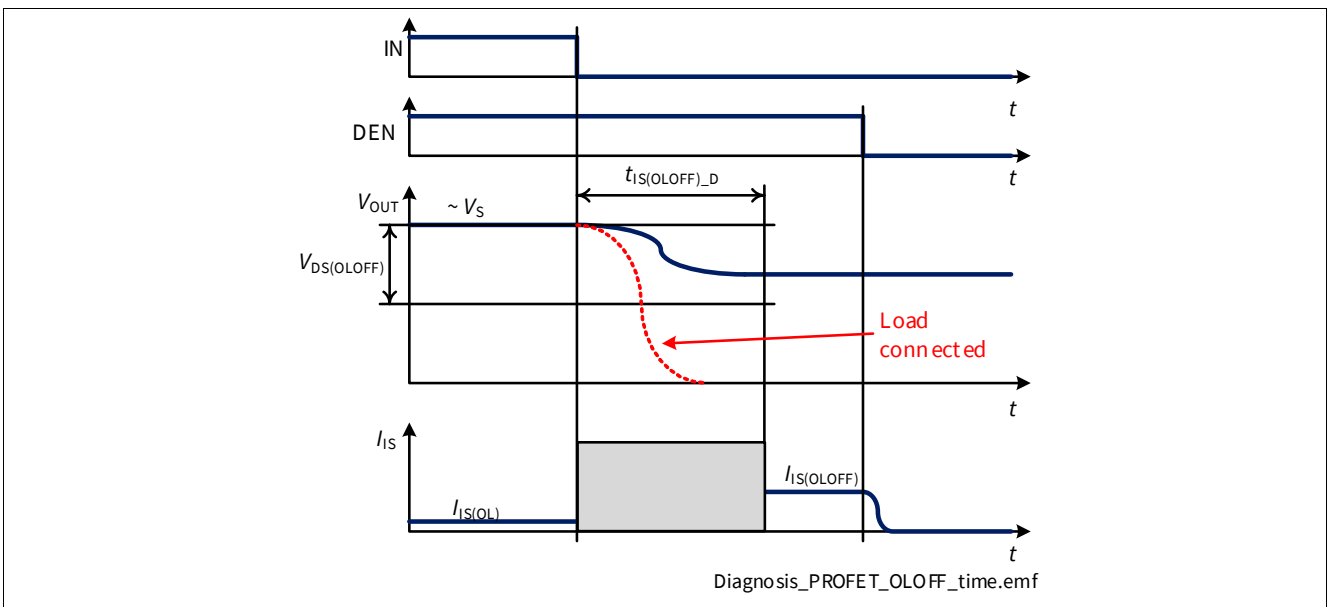 IN
t
DEN
t
tIS(OLOFF)_D
VOUT
~ VS
VDS(OLOFF)
Load
connected
t
IIS
IIS(OLOFF)
IIS(OL)
t
Diagnosis_PROFET_OLOFF_time.emf